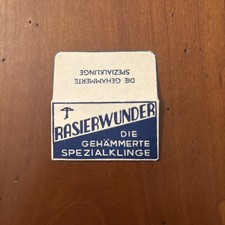 DIE GEHÄMMERTE
SPEZIALKLINGE
RASIERWUNDER
DIE
GEHÄMMERTE
SPEZIALKLINGE